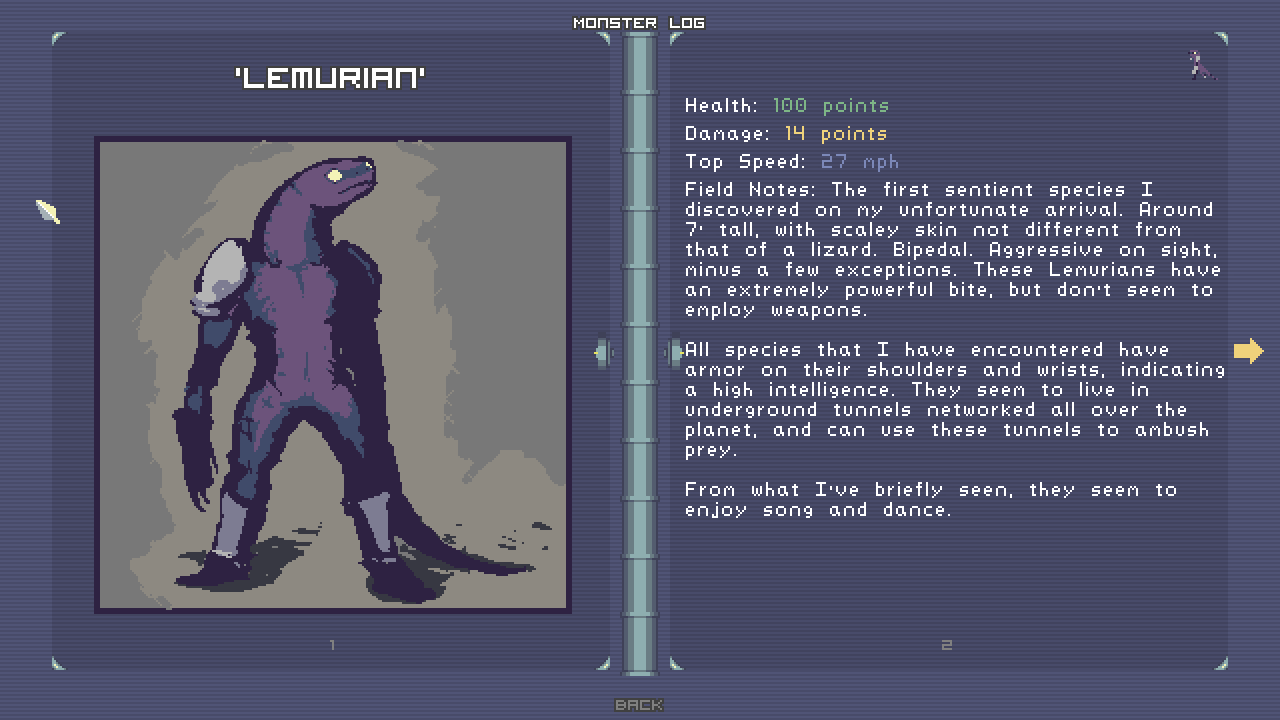 MONSTER LOG
'LEMURIAN'
1
Health: 100 points
Damage: 14 points
Top Speed: 27 mph
Field Notes: The first sentient species I
discovered on my unfortunate arrival. Around
7' tall, with scaley skin not different from
that of a lizard. Bipedal. Aggressive on sight,
minus a few exceptions. These Lemurians have
an extremely powerful bite, but don't seem to
employ weapons.
All species that I have encountered have
armor on their shoulders and wrists, indicating
a high intelligence. They seem to live in
underground tunnels networked all over the
planet, and can use these tunnels to ambush
prey.
From what I've briefly seen, they seem to
enjoy song and dance.
2
BACK